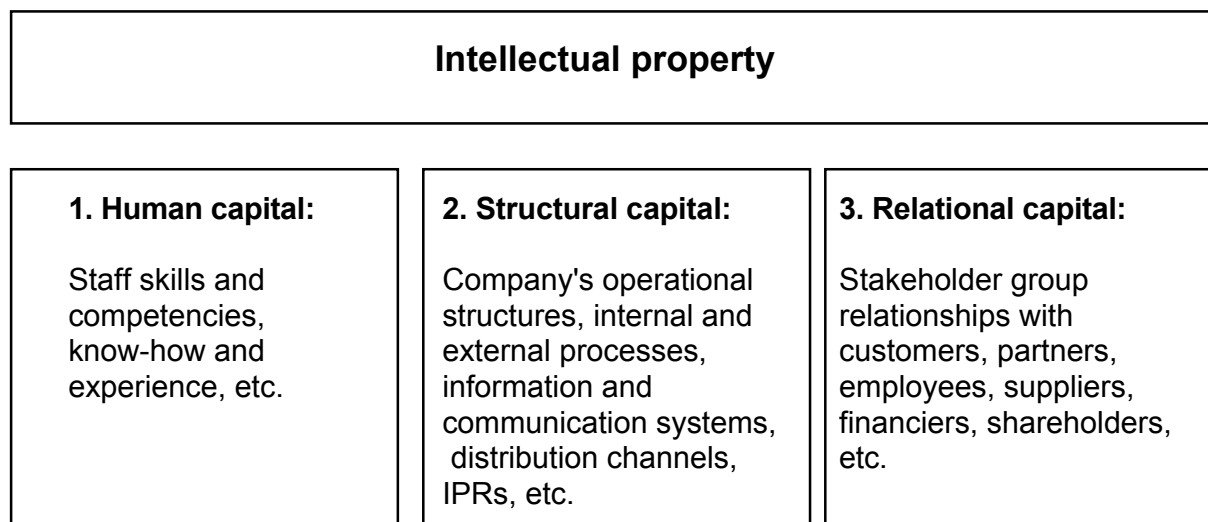 Intellectual property
1. Human capital:
Staff skills and
competencies,
know-how and
experience, etc.
2. Structural capital:
Company's operational
structures, internal and
external processes,
information and
communication systems,
distribution channels,
IPRs, etc.
3. Relational capital:
Stakeholder group
relationships with
customers, partners,
employees, suppliers,
financiers, shareholders,
etc.